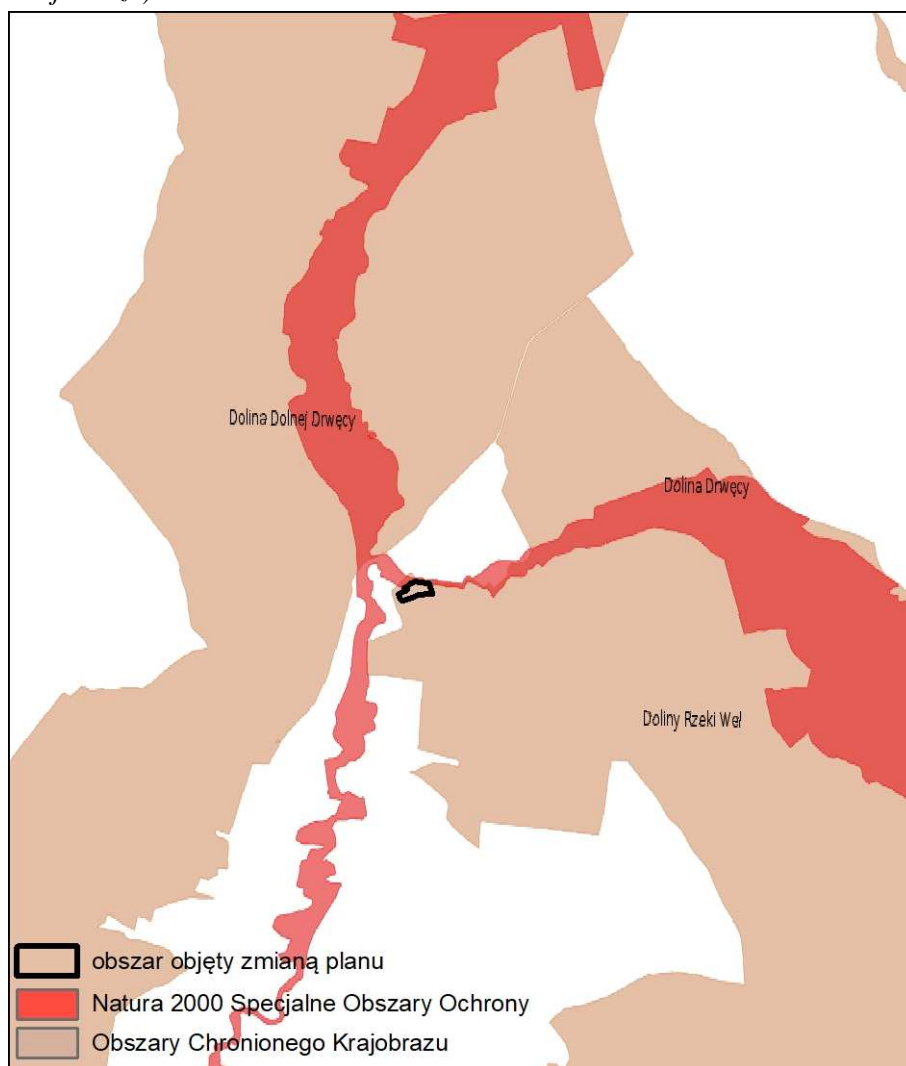 Dolina Dolnej Drwęcy
Dolina Drwęcy
Doliny Rzeki Wel
obszar objęty zmianą planu
Natura 2000 Specjalne Obszary Ochrony
Obszary Chronionego Krajobrazu